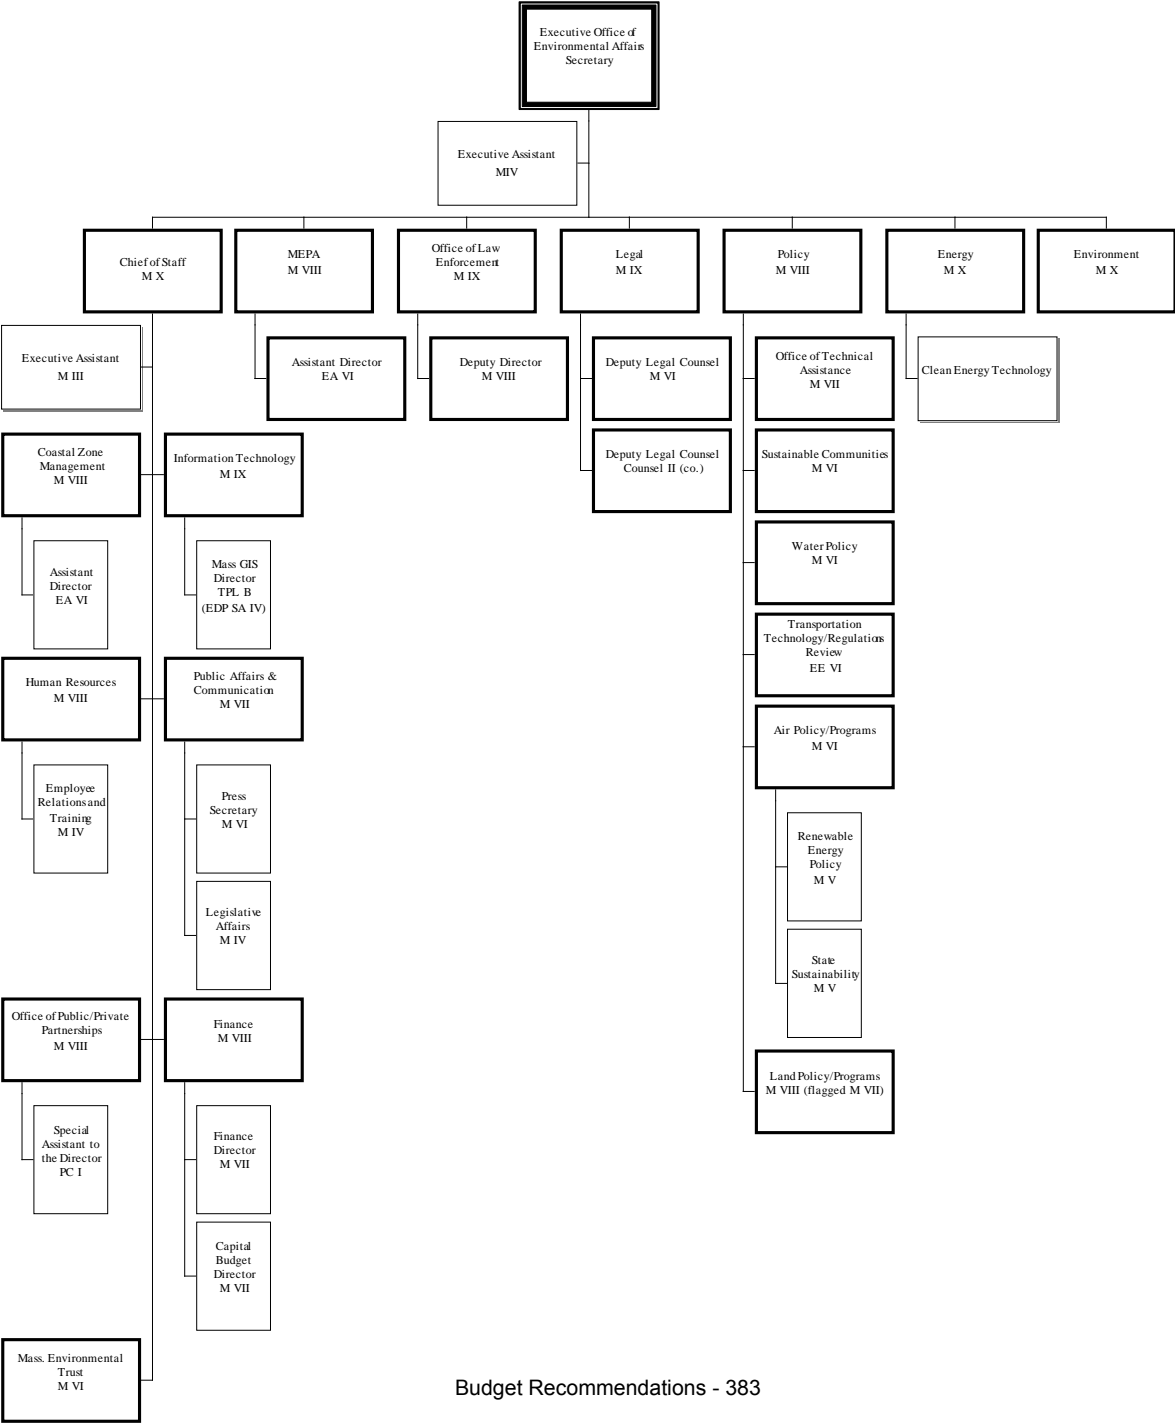 Executive Office of
Environmental Affairs
Secretary
Executive Assistant
MIV
Chief of Staff
M X
MEPA
M VIII
Office of Law
Enforcement
M IX
Legal
M IX
Policy
M VIII
Energy
M X
Environment
M X
Executive Assistant
M III
Assistant Director
EA VI
Deputy Director
M VIII
Deputy Legal Counsel
M VI
Office of Technical
Assistance
M VII
Clean Energy Technology
Coastal Zone
Management
M VIII
Information Technology
M IX
Deputy Legal Counsel
Counsel II (co.)
Sustainable Communities
M VI
Assistant
Director
EA VI
Mass GIS
Director
TPL B
(EDP SA IV)
Water Policy
M VI
Transportation
Technology/Regulations
Review
EE VI
Human Resources
M VIII
Public Affairs &
Communication
M VII
Air Policy/Programs
M VI
Employee
Relations and
Training
M IV
Press
Secretary
M VI
Renewable
Energy
Policy
M V
Legislative
Affairs
M IV
State
Sustainability
M V
Office of Public/Private
Partnerships
M VIII
Finance
M VIII
Land Policy/Programs
M VIII (flagged M VII)
Special
Assistant to
the Director
PC I
Finance
Director
M VII
Capital
Budget
Director
M VII
Mass. Environmental
Trust
M VI
Budget Recommendations - 383